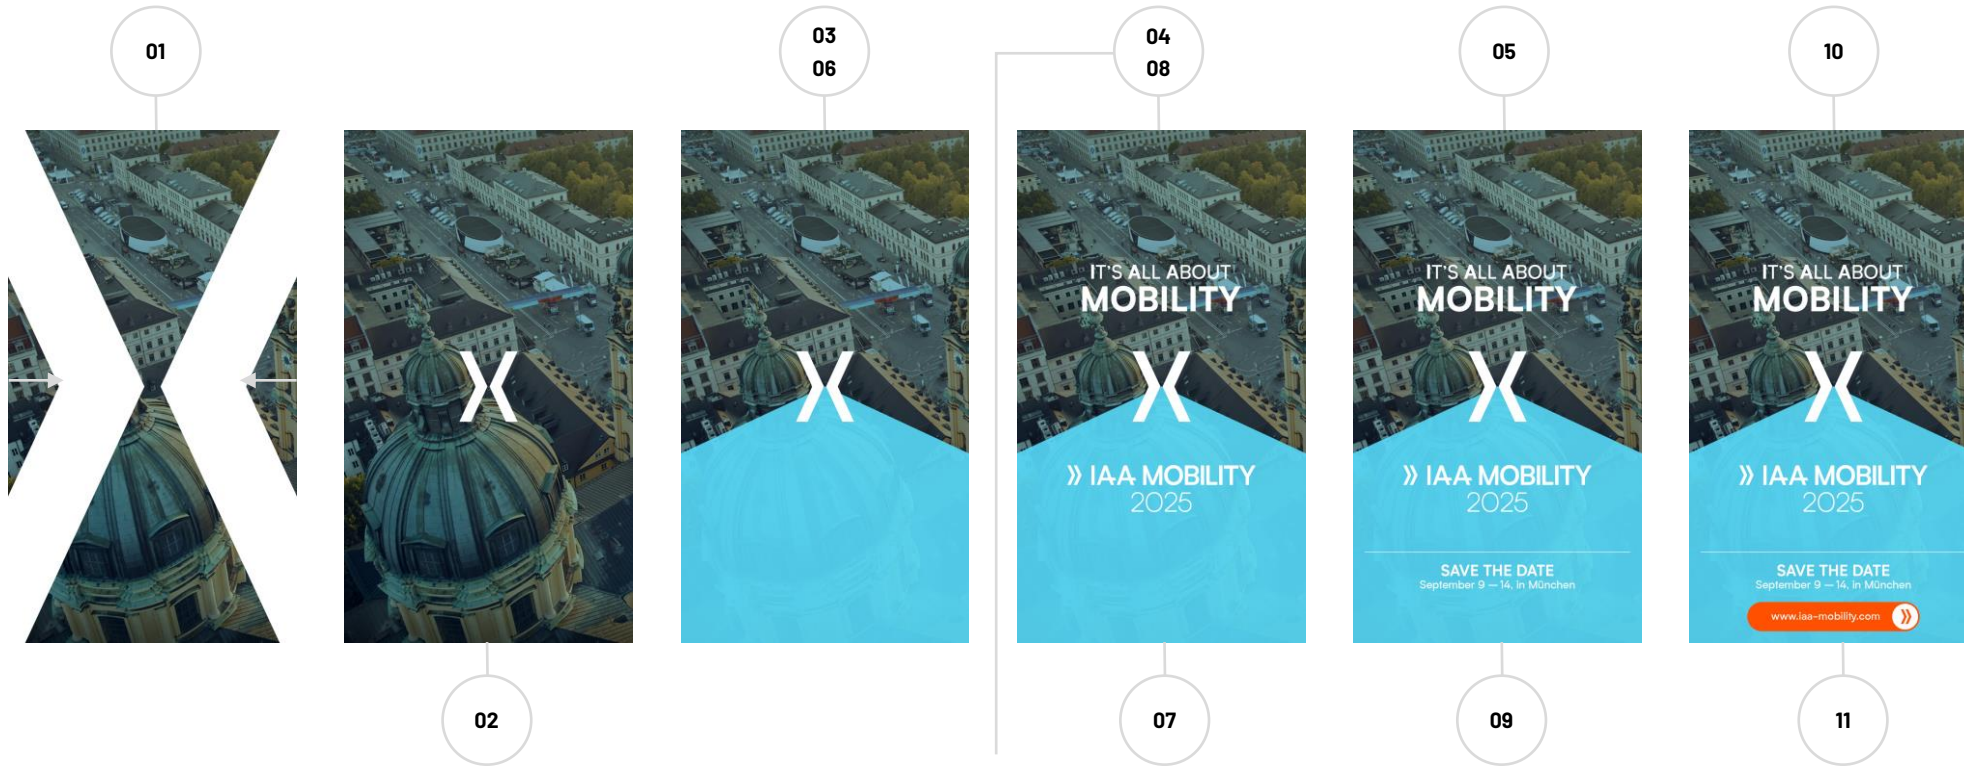 01
03
06
04
08
05
10
IT'S ALL ABOUT
MOBILITY
IAA MOBILITY
2025
IT'S ALL ABOUT
MOBILITY
IAA MOBILITY
2025
SAVE THE DATE
September 9 — 14, in München
IT'S ALL ABOUT
MOBILITY
IAA MOBILITY
2025
SAVE THE DATE
September 9 — 14, in München
www.iaa-mobility.com
02
07
09
11